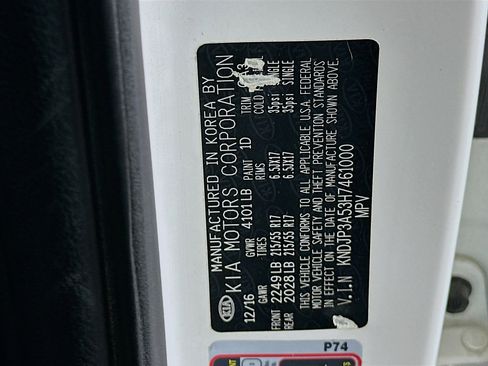 MANUFACTURED IN KOREA BY
KIA KIA MOTORS CORPORATION
12/16 GVWR 4101LB PAINT 1D TRIM
GAWR TIRES RIMS COLD
FRONT 2249LB 215/55 R17 6.5JX17 35psi SINGLE
REAR 2028LB 215/55 R17 6.5JX17 35psi SINGLE
THIS VEHICLE CONFORMS TO ALL APPLICABLE U.S.A. FEDERAL
MOTOR VEHICLE SAFETY AND THEFT PREVENTION STANDARDS
IN EFFECT ON THE DATE OF MANUFACTURE SHOWN ABOVE.
V.I.N KNDJP3A53H7461000
MPV
P74